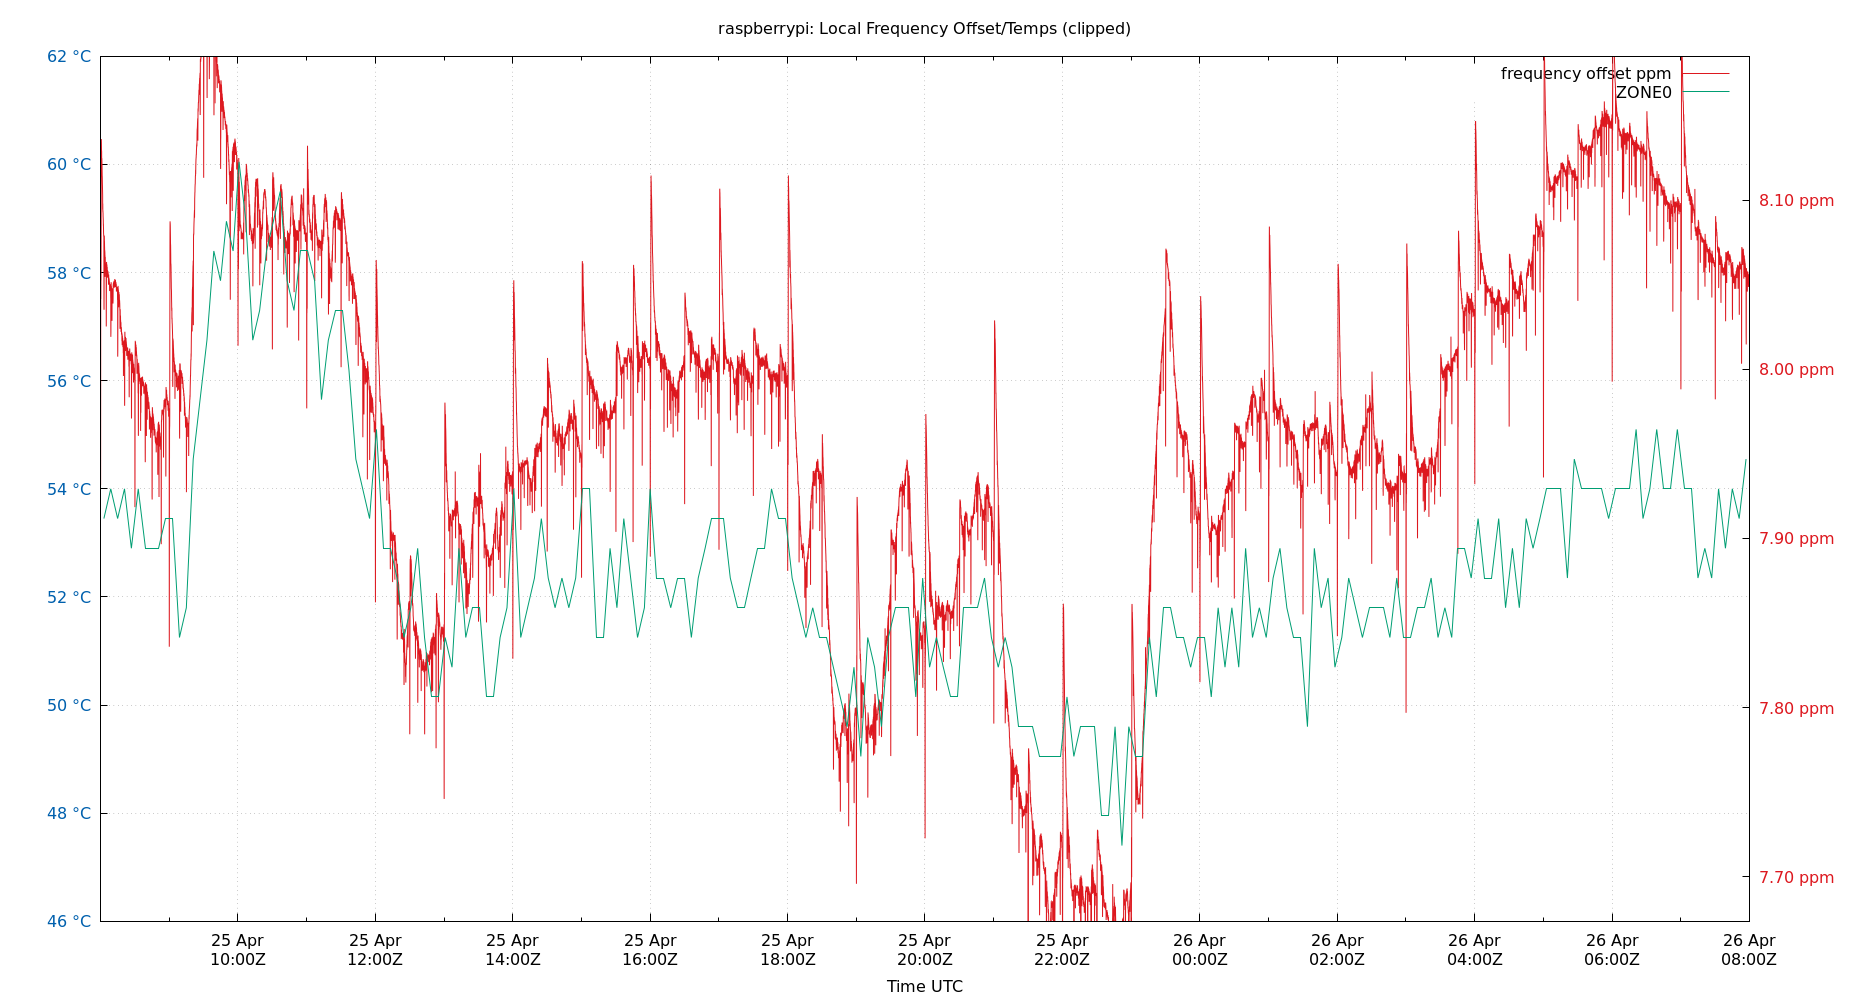 raspberrypi: Local Frequency Offset/Temps (clipped)
62 °C
60 °C
58 °C
56 °C
54 °C
52 °C
50 °C
48 °C
46 °C
frequency offset ppm
ZONE0
8.10 ppm
8.00 ppm
7.90 ppm
7.80 ppm
7.70 ppm
25 Apr
10:00Z
25 Apr
12:00Z
25 Apr
14:00Z
25 Apr
16:00Z
25 Apr
18:00Z
25 Apr
20:00Z
25 Apr
22:00Z
26 Apr
00:00Z
26 Apr
02:00Z
26 Apr
04:00Z
26 Apr
06:00Z
26 Apr
08:00Z
Time UTC